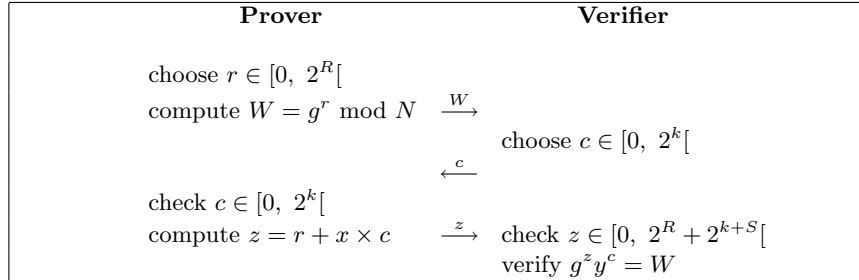 Prover Verifier
choose r ∈ [0, 2^R[
compute W = g^r mod N W⟶
choose c ∈ [0, 2^k[
c⟵
check c ∈ [0, 2^k[
compute z = r + x × c z⟶ check z ∈ [0, 2^R + 2^{k+S}[
verify g^z y^c = W